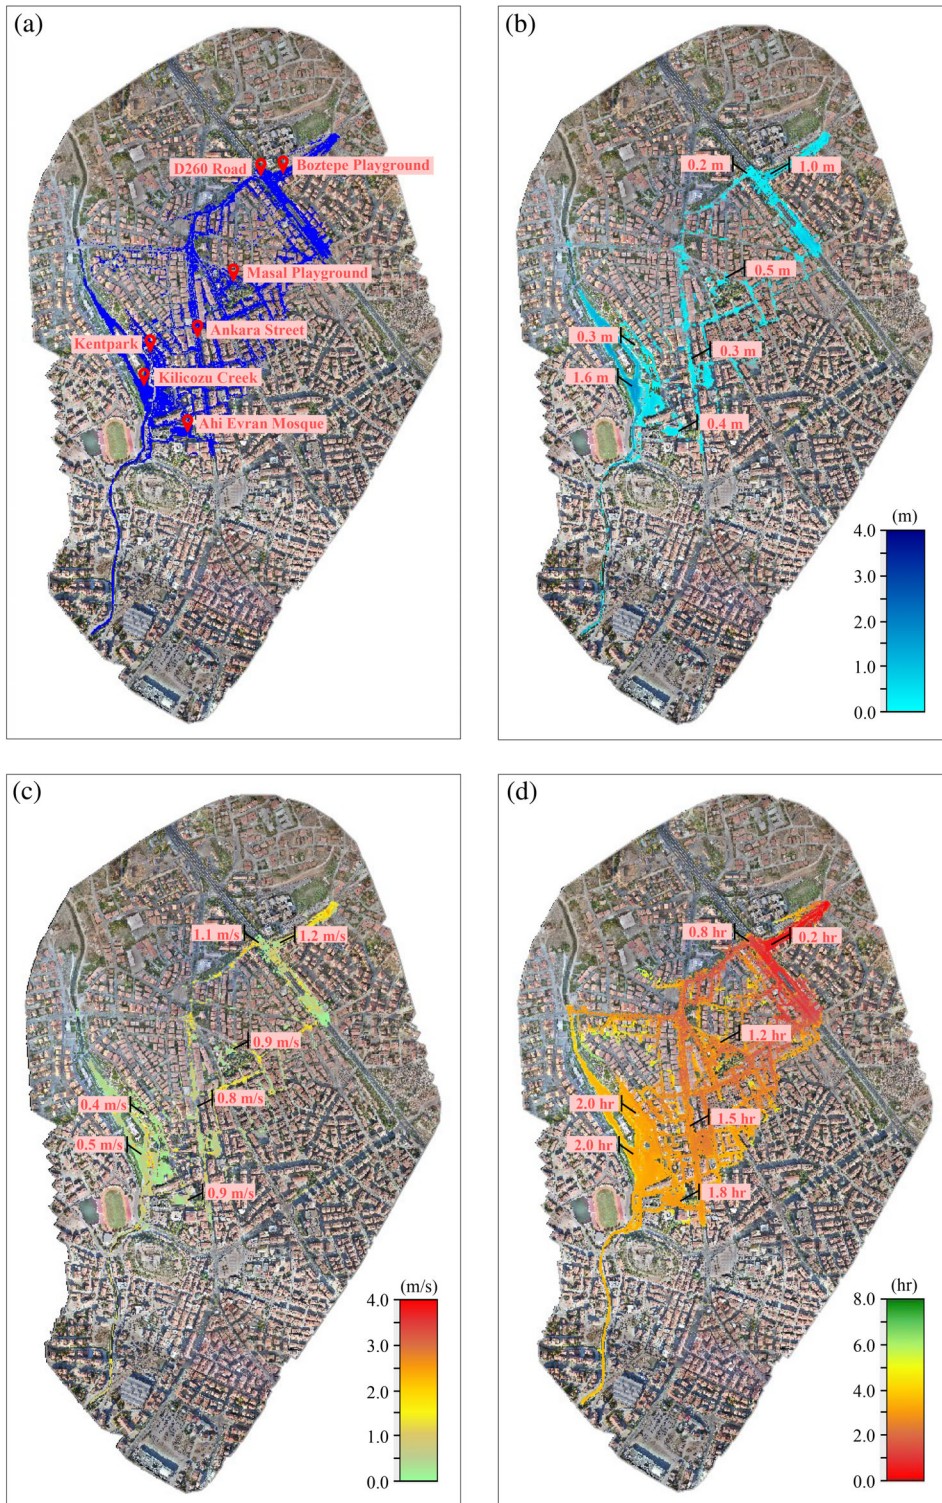 (a)
D260 Road
Boztepe Playground
Masal Playground
Ankara Street
Kentpark
Kilicozu Creek
Ahi Evran Mosque
(b)
0.2 m
1.0 m
0.5 m
0.3 m
0.3 m
1.6 m
0.4 m
(m)
4.0
3.0
2.0
1.0
0.0
(c)
1.1 m/s
1.2 m/s
0.9 m/s
0.8 m/s
0.4 m/s
0.5 m/s
0.9 m/s
(m/s)
4.0
3.0
2.0
1.0
0.0
(d)
0.8 hr
0.2 hr
1.2 hr
2.0 hr
1.5 hr
2.0 hr
1.8 hr
(hr)
8.0
6.0
4.0
2.0
0.0